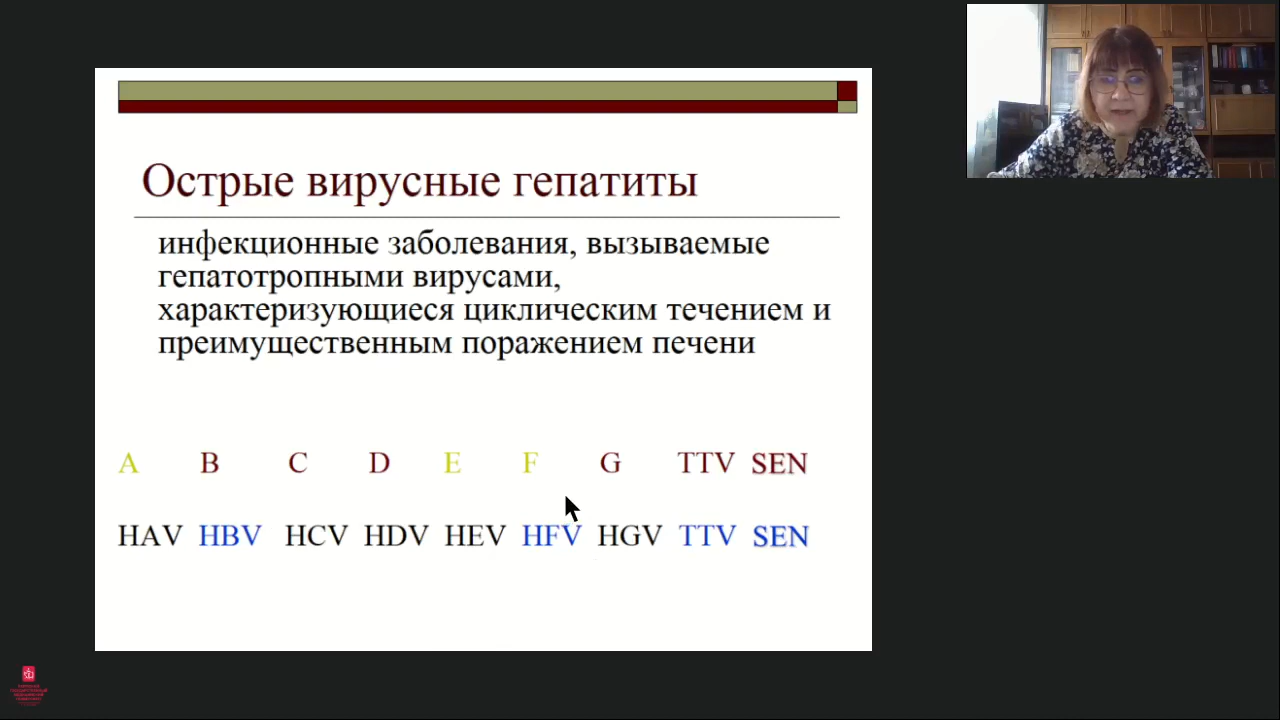 Острые вирусные гепатиты
инфекционные заболевания, вызываемые
гепатотропными вирусами,
характеризующиеся циклическим течением и
преимущественным поражением печени
A B C D E F G TTV SEN
HAV HBV HCV HDV HEV HFV HGV TTV SEN